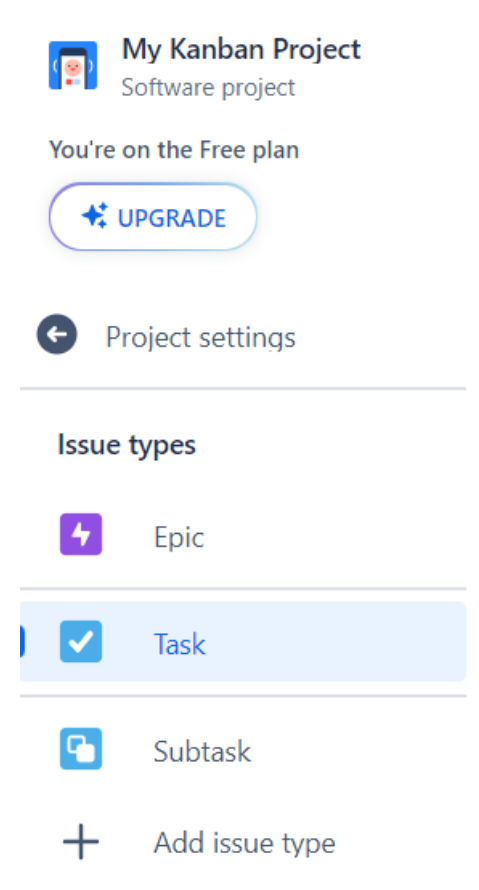 My Kanban Project
Software project
You're on the Free plan
UPGRADE
Project settings
Issue types
Epic
Task
Subtask
Add issue type